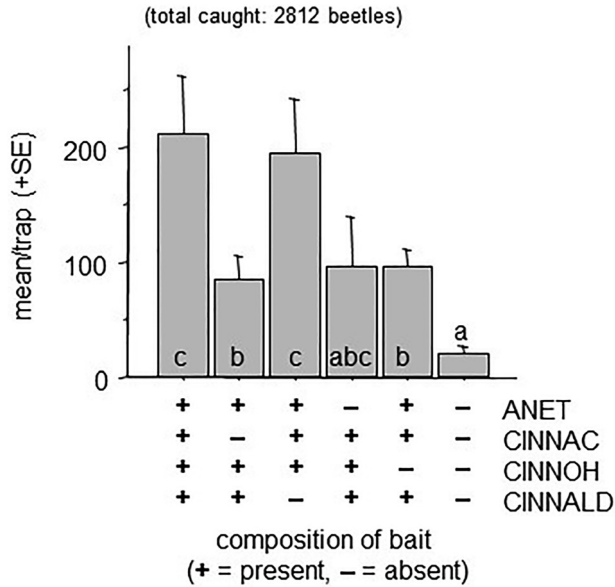 (total caught: 2812 beetles)
mean/trap (+SE)
200
100
0
c b c abc b a
+ + + – + – ANET
+ – + + + – CINNAC
+ + + + – – CINNOH
+ + – + + – CINNALD
composition of bait
(+ = present, – = absent)